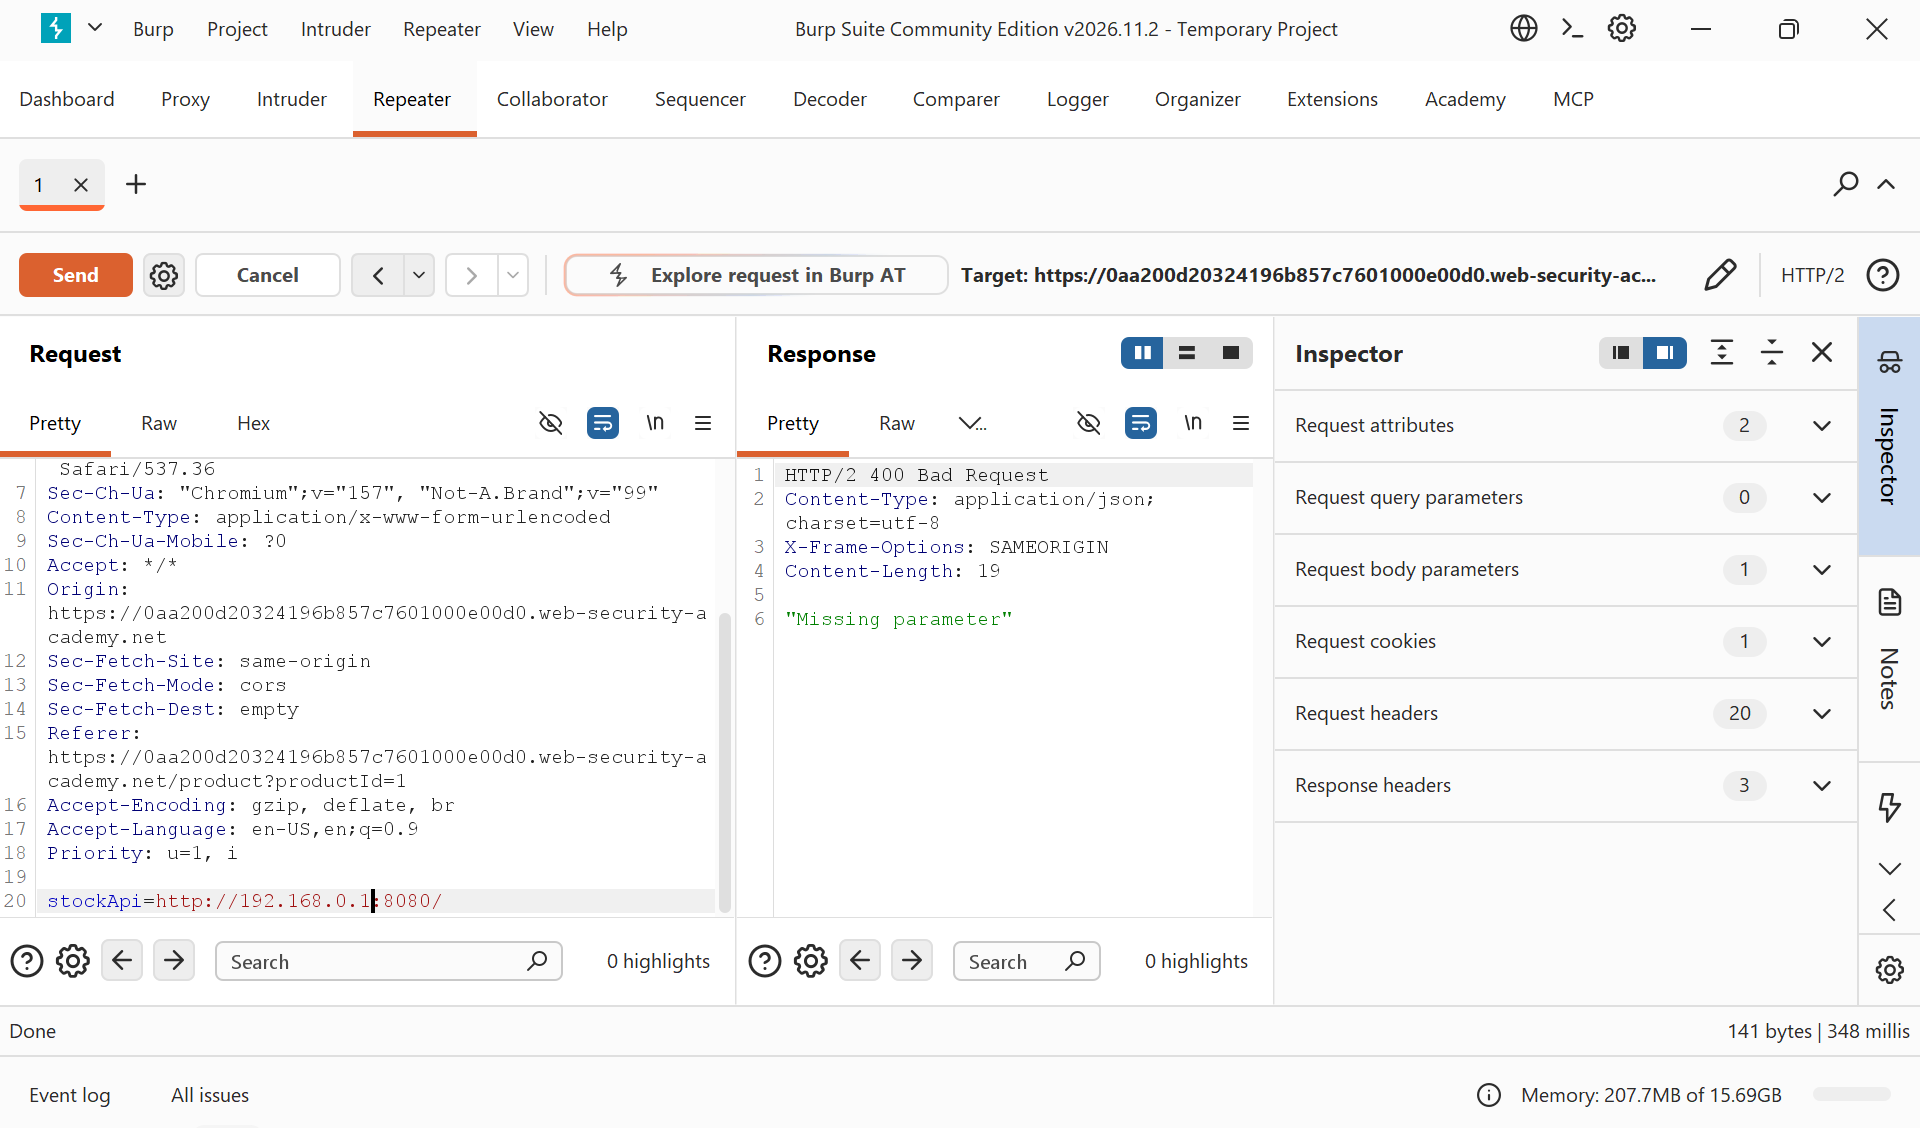 Burp Project Intruder Repeater View Help Burp Suite Community Edition v2026.11.2 - Temporary Project
Dashboard Proxy Intruder Repeater Collaborator Sequencer Decoder Comparer Logger Organizer Extensions Academy MCP
1
Send Cancel Explore request in Burp AT Target: https://0aa200d20324196b857c7601000e00d0.web-security-ac... HTTP/2
Request
Pretty Raw Hex \n
Safari/537.36
7 Sec-Ch-Ua: "Chromium";v="157", "Not-A.Brand";v="99"
8 Content-Type: application/x-www-form-urlencoded
9 Sec-Ch-Ua-Mobile: ?0
10 Accept: */*
11 Origin:
https://0aa200d20324196b857c7601000e00d0.web-security-a
cademy.net
12 Sec-Fetch-Site: same-origin
13 Sec-Fetch-Mode: cors
14 Sec-Fetch-Dest: empty
15 Referer:
https://0aa200d20324196b857c7601000e00d0.web-security-a
cademy.net/product?productId=1
16 Accept-Encoding: gzip, deflate, br
17 Accept-Language: en-US,en;q=0.9
18 Priority: u=1, i
19
20 stockApi=http://192.168.0.1:8080/
Search 0 highlights
Response
Pretty Raw ... \n
1 HTTP/2 400 Bad Request
2 Content-Type: application/json;
charset=utf-8
3 X-Frame-Options: SAMEORIGIN
4 Content-Length: 19
5
6 "Missing parameter"
Search 0 highlights
Inspector
Request attributes 2
Request query parameters 0
Request body parameters 1
Request cookies 1
Request headers 20
Response headers 3
Inspector
Notes
Done 141 bytes | 348 millis
Event log All issues Memory: 207.7MB of 15.69GB